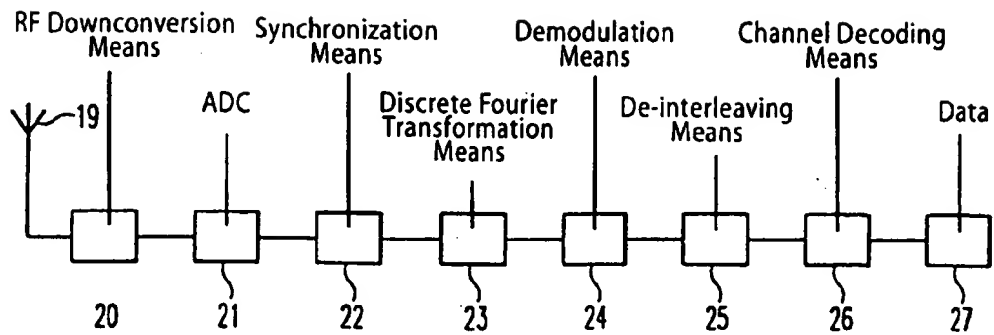 RF Downconversion
Means
Synchronization
Means
Demodulation
Means
Channel Decoding
Means
19
ADC
Discrete Fourier
Transformation
Means
De-interleaving
Means
Data
20
21
22
23
24
25
26
27